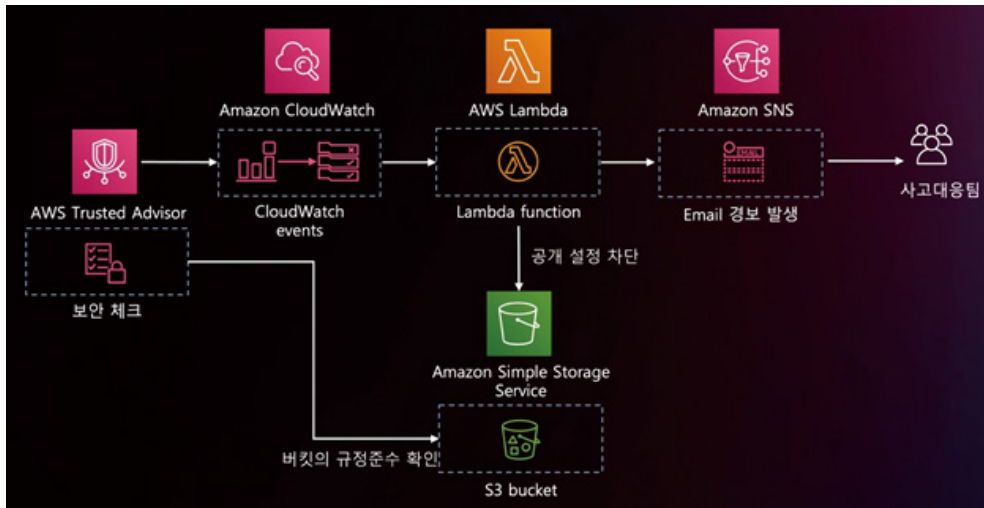 Amazon CloudWatch
AWS Lambda
Amazon SNS
EMAIL
사고대응팀
AWS Trusted Advisor
CloudWatch
events
Lambda function
Email 경보 발생
공개 설정 차단
보안 체크
Amazon Simple Storage
Service
버킷의 규정준수 확인
S3 bucket